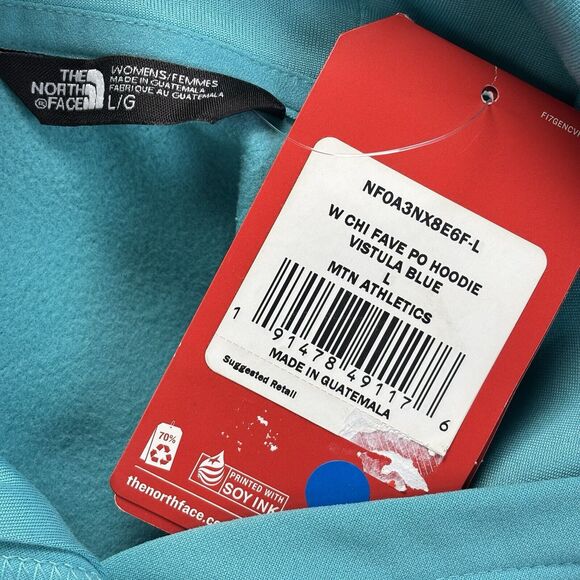 THE
NORTH
FACE
WOMENS/FEMMES
MADE IN GUATEMALA
FABRIQUE AU GUATEMALA
L/G
NF0A3NX8E6F-L
W CHI FAVE PO HOODIE
VISTULA BLUE
L
MTN ATHLETICS
1 91478 49117 6
MADE IN GUATEMALA
Suggested Retail
70%
PRINTED WITH
SOY INK
thenorthface.co